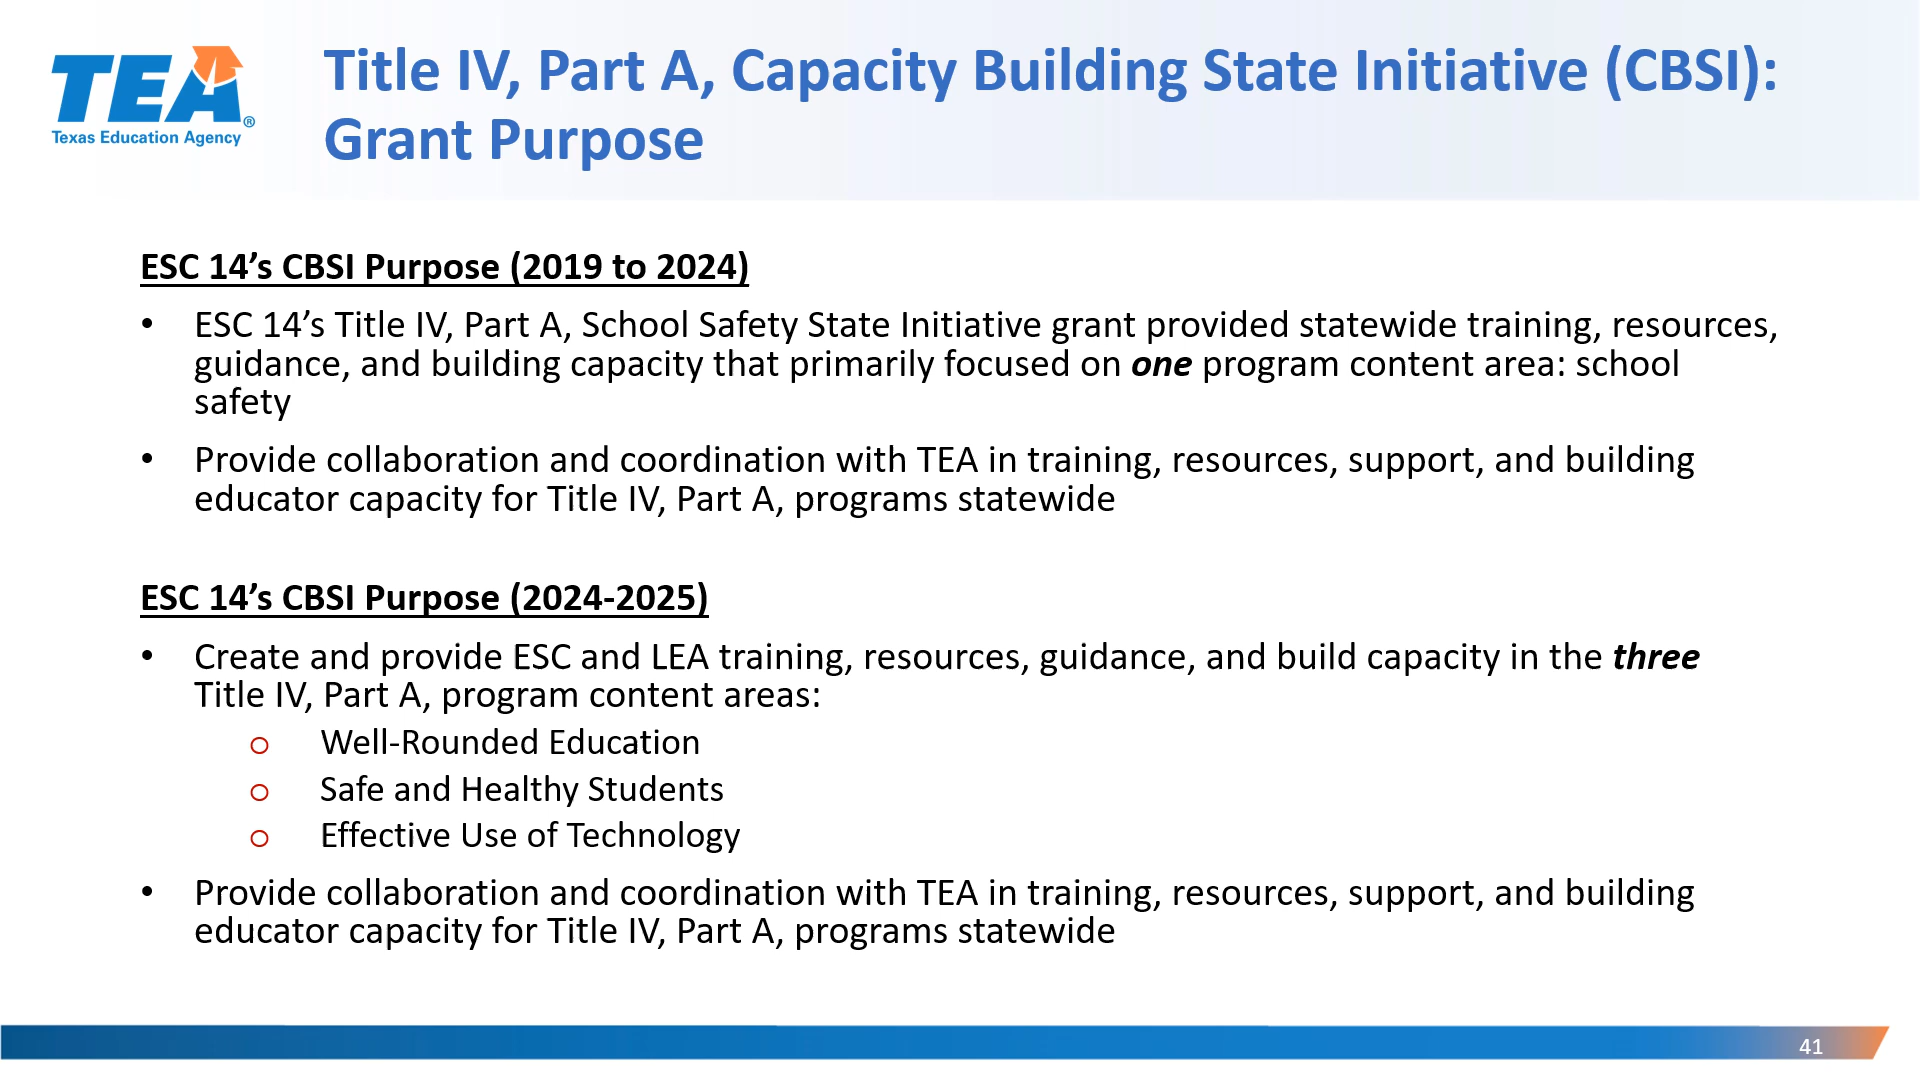 TEA®
Texas Education Agency
Title IV, Part A, Capacity Building State Initiative (CBSI):
Grant Purpose
ESC 14’s CBSI Purpose (2019 to 2024)
• ESC 14’s Title IV, Part A, School Safety State Initiative grant provided statewide training, resources,
guidance, and building capacity that primarily focused on one program content area: school
safety
• Provide collaboration and coordination with TEA in training, resources, support, and building
educator capacity for Title IV, Part A, programs statewide
ESC 14’s CBSI Purpose (2024-2025)
• Create and provide ESC and LEA training, resources, guidance, and build capacity in the three
Title IV, Part A, program content areas:
o Well-Rounded Education
o Safe and Healthy Students
o Effective Use of Technology
• Provide collaboration and coordination with TEA in training, resources, support, and building
educator capacity for Title IV, Part A, programs statewide
41